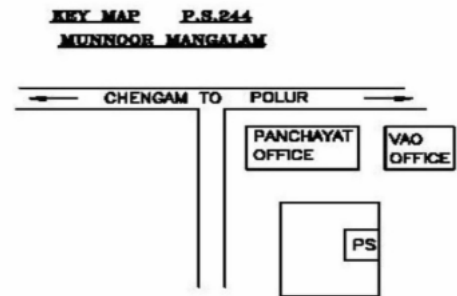 KEY MAP P.S.244
MUNNOOR MANGALAM
CHENGAM TO POLUR
PANCHAYAT
OFFICE
VAO
OFFICE
PS